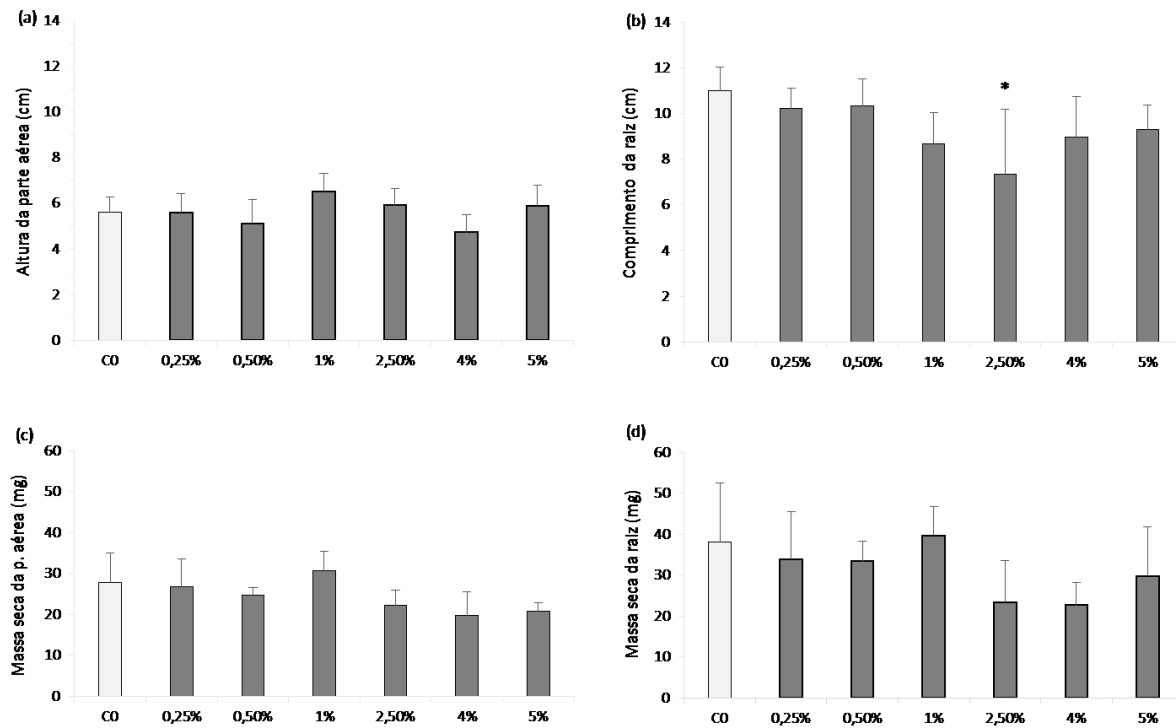 (a)
Altura da parte aérea (cm)
14
12
10
8
6
4
2
0
C0 0,25% 0,50% 1% 2,50% 4% 5%
(b)
Comprimento da raiz (cm)
14
12
10
8
6
4
2
0
*
C0 0,25% 0,50% 1% 2,50% 4% 5%
(c)
Massa seca da p. aérea (mg)
60
50
40
30
20
10
0
C0 0,25% 0,50% 1% 2,50% 4% 5%
(d)
Massa seca da raiz (mg)
60
50
40
30
20
10
0
C0 0,25% 0,50% 1% 2,50% 4% 5%